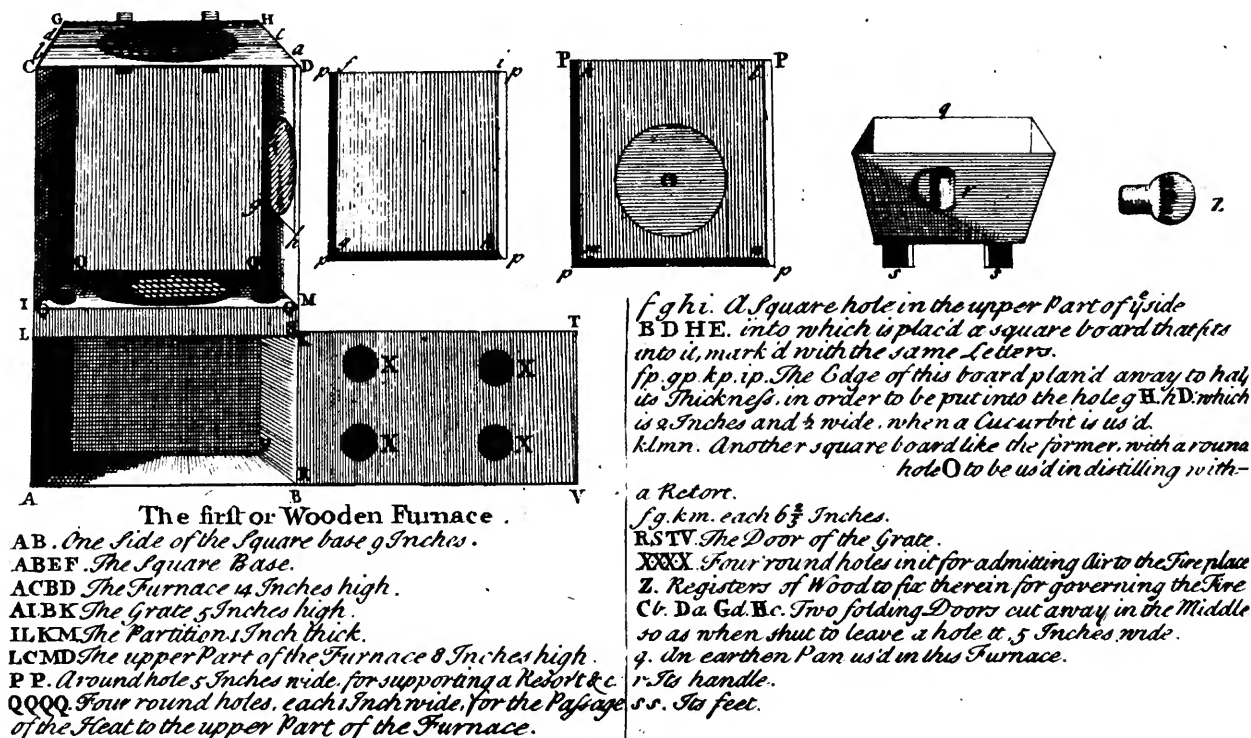 G H
d c
b a
C D
p f i p
P k l P
q
r
Z
g
h
g h
p p
O
m n
p p
s s
Q Q
I M
L K T
X X
X X
A B V
The first or Wooden Furnace.
AB. One Side of the Square base 9 Inches.
ABEF. The Square Base.
ACBD The Furnace 14 Inches high.
AIBK The Grate 5 Inches high.
ILKM The Partition 1 Inch thick.
LCMD The upper Part of the Furnace 8 Inches high.
PP. A round hole 5 Inches wide, for supporting a Resort &c
QQQQ Four round holes, each 1 Inch wide, for the Passage
of the Heat to the upper Part of the Furnace.
fghi. A Square hole in the upper Part of yͤ side
BDHE. into which is plac'd a square board that fits
into it, mark'd with the same Letters.
fp.gp.kp.ip. The Edge of this board plan'd away to half
its Thickness, in order to be put into the hole gH.hD. which
is 2 Inches and ½ wide, when a Cucurbit is us'd.
klmn. Another square board like the former, with a round
hole O to be us'd in distilling with-
a Retort.
fg.km. each 6⅔ Inches.
RSTV. The Door of the Grate.
XXXX. Four round holes in it for admitting Air to the Fire place
Z. Registers of Wood to fix therein for governing the Fire
Cb. Da Gd. Hc. Two folding Doors cut away in the Middle
so as when shut to leave a hole tt, 5 Inches wide.
q. An earthen Pan us'd in this Furnace.
r. Its handle.
ss. Its feet.